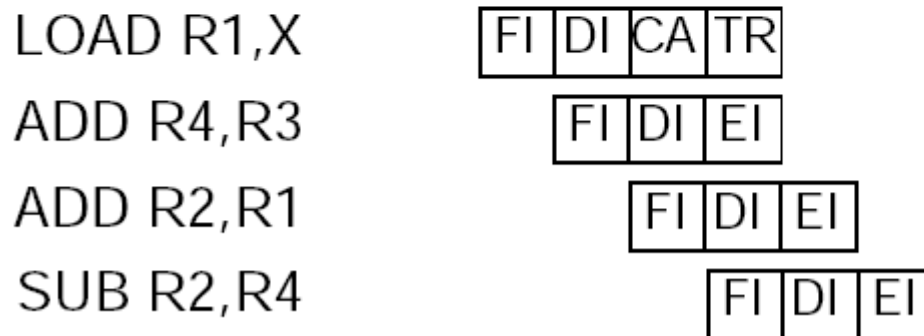 LOAD R1,X FI DI CA TR
ADD R4,R3 FI DI EI
ADD R2,R1 FI DI EI
SUB R2,R4 FI DI EI